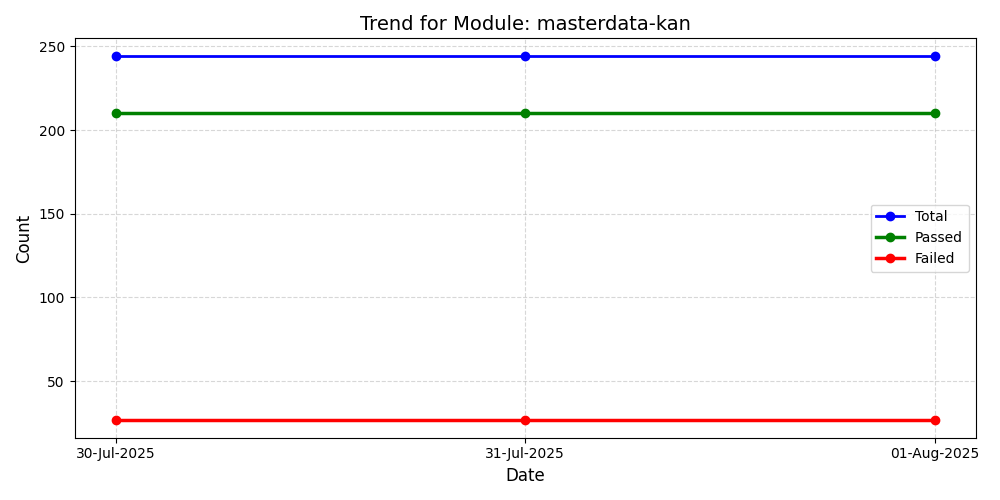 Trend for Module: masterdata-kan
250
200
150
100
50
Count
Total
Passed
Failed
30-Jul-2025
31-Jul-2025
01-Aug-2025
Date